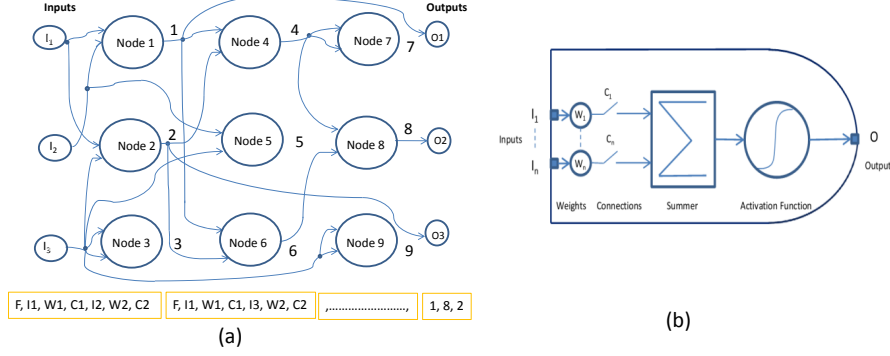 Inputs
Outputs
I1
1
4
Node 1
Node 4
Node 7
7
O1
I2
Node 2
2
Node 5
5
Node 8
8
O2
I3
Node 3
3
Node 6
6
Node 9
9
O3
F, I1, W1, C1, I2, W2, C2
F, I1, W1, C1, I3, W2, C2
,........................,
1, 8, 2
(a)
I1
W1
C1
Inputs
In
Wn
Cn
O
Output
Weights
Connections
Summer
Activation Function
(b)